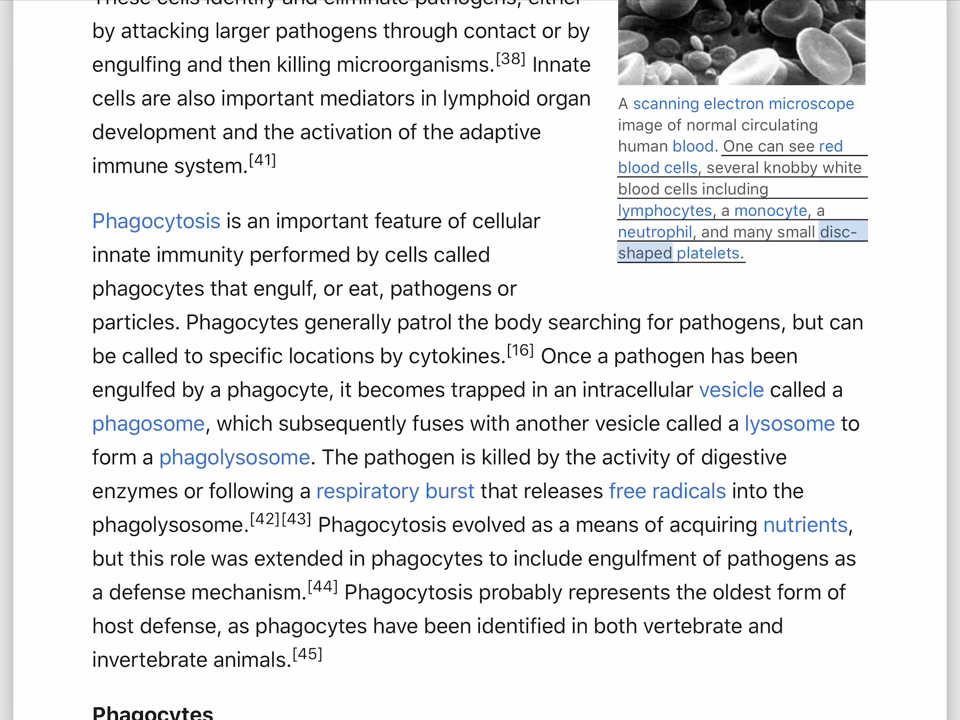 These cells identify and eliminate pathogens, either
by attacking larger pathogens through contact or by
engulfing and then killing microorganisms.[38] Innate
cells are also important mediators in lymphoid organ
development and the activation of the adaptive
immune system.[41]
A scanning electron microscope
image of normal circulating
human blood. One can see red
blood cells, several knobby white
blood cells including
lymphocytes, a monocyte, a
neutrophil, and many small disc-
shaped platelets.
Phagocytosis is an important feature of cellular
innate immunity performed by cells called
phagocytes that engulf, or eat, pathogens or
particles. Phagocytes generally patrol the body searching for pathogens, but can
be called to specific locations by cytokines.[16] Once a pathogen has been
engulfed by a phagocyte, it becomes trapped in an intracellular vesicle called a
phagosome, which subsequently fuses with another vesicle called a lysosome to
form a phagolysosome. The pathogen is killed by the activity of digestive
enzymes or following a respiratory burst that releases free radicals into the
phagolysosome.[42][43] Phagocytosis evolved as a means of acquiring nutrients,
but this role was extended in phagocytes to include engulfment of pathogens as
a defense mechanism.[44] Phagocytosis probably represents the oldest form of
host defense, as phagocytes have been identified in both vertebrate and
invertebrate animals.[45]
Phagocytes